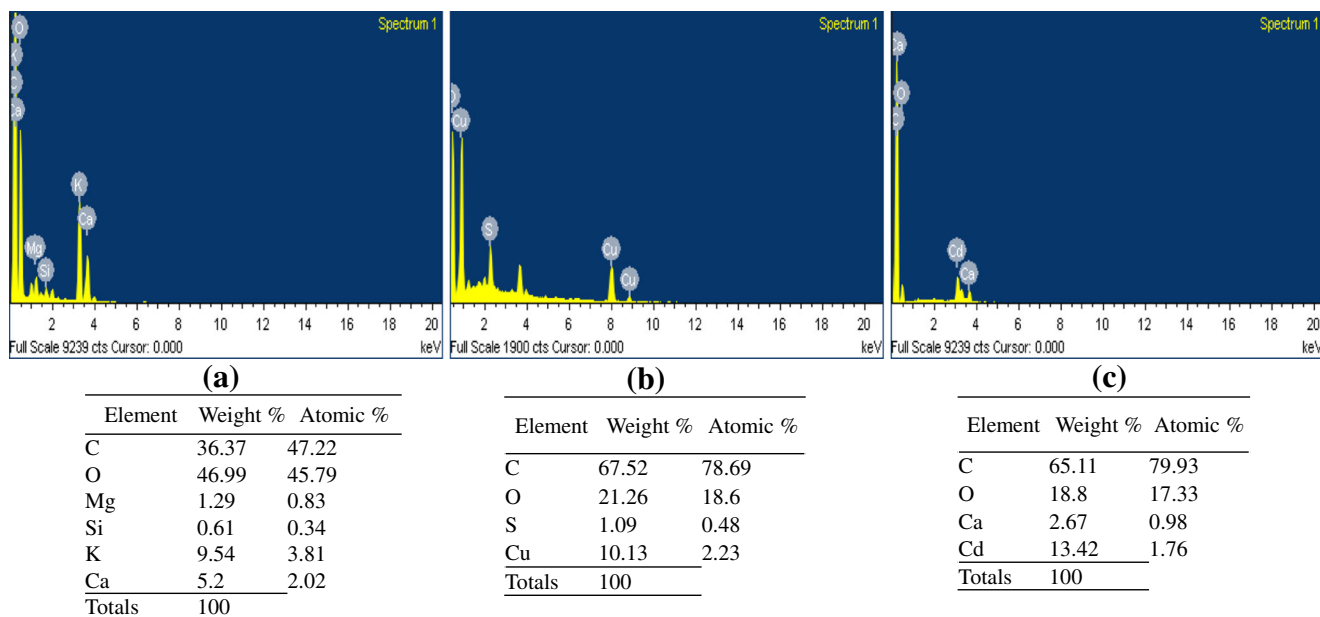 Spectrum 1
O
K
C
Ca
Mg
Si
K
Ca
2 4 6 8 10 12 14 16 18 20
Full Scale 9239 cts Cursor: 0.000 keV
(a)
Element Weight % Atomic %
C 36.37 47.22
O 46.99 45.79
Mg 1.29 0.83
Si 0.61 0.34
K 9.54 3.81
Ca 5.2 2.02
Totals 100
Spectrum 1
O
Cu
S
Cu
Cu
2 4 6 8 10 12 14 16 18 20
Full Scale 1900 cts Cursor: 0.000 keV
(b)
Element Weight % Atomic %
C 67.52 78.69
O 21.26 18.6
S 1.09 0.48
Cu 10.13 2.23
Totals 100
Spectrum 1
Ca
O
C
Cd
Ca
2 4 6 8 10 12 14 16 18 20
Full Scale 9239 cts Cursor: 0.000 keV
(c)
Element Weight % Atomic %
C 65.11 79.93
O 18.8 17.33
Ca 2.67 0.98
Cd 13.42 1.76
Totals 100